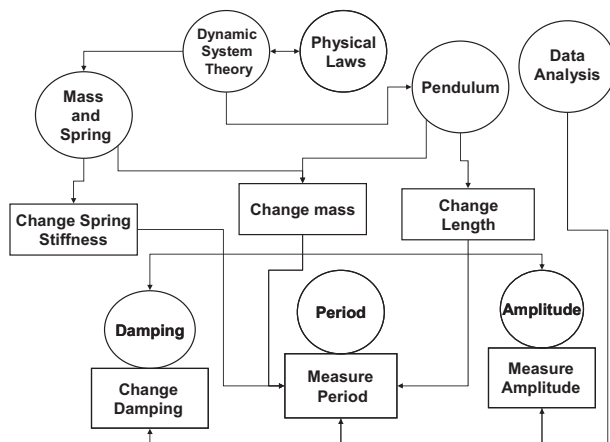 Dynamic
System
Theory
Physical
Laws
Data
Analysis
Pendulum
Mass
and
Spring
Change Spring
Stiffness
Change mass
Change
Length
Damping
Period
Amplitude
Change
Damping
Measure
Period
Measure
Amplitude